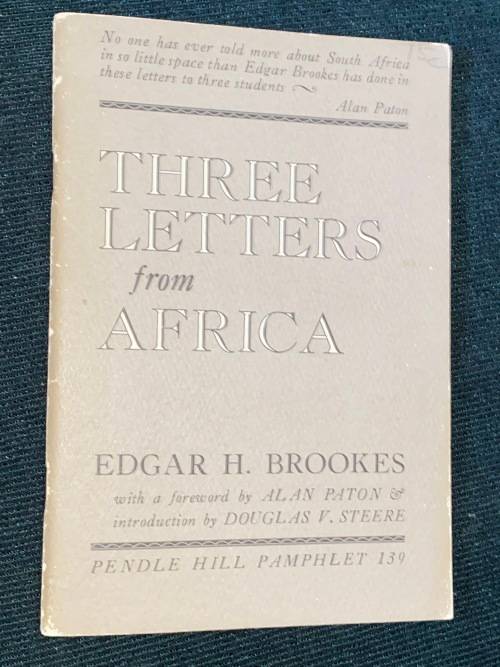 No one has ever told more about South Africa
in so little space than Edgar Brookes has done in
these letters to three students
Alan Paton
THREE
LETTERS
from
AFRICA
EDGAR H. BROOKES
with a foreword by ALAN PATON &
introduction by DOUGLAS V. STEERE
PENDLE HILL PAMPHLET 139